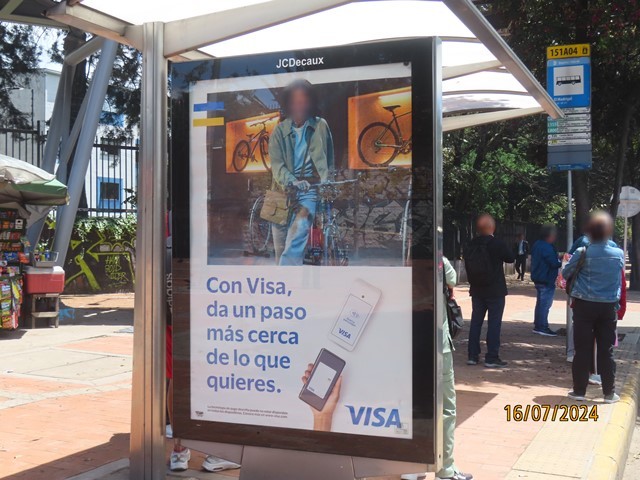 JCDecaux
151A04
Con Visa,
da un paso
más cerca
de lo que
quieres.
VISA
VISA
16/07/2024